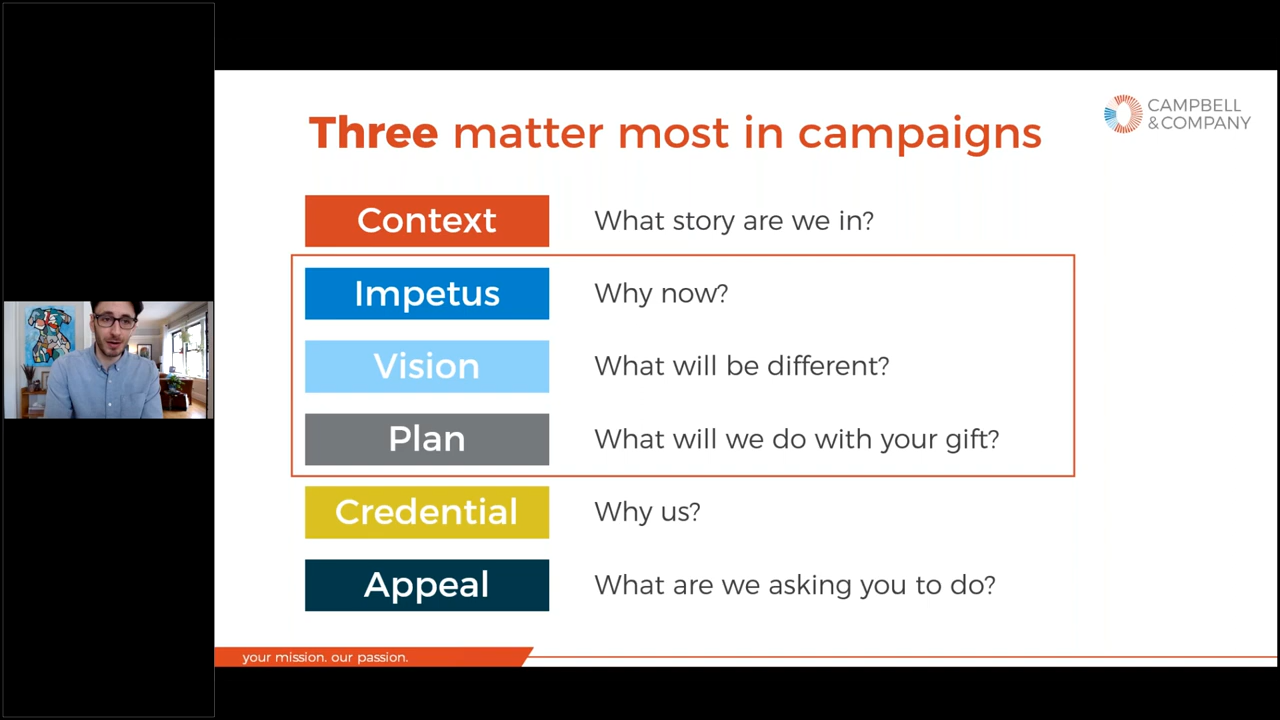 Three matter most in campaigns
CAMPBELL
&COMPANY
Context
What story are we in?
Impetus
Why now?
Vision
What will be different?
Plan
What will we do with your gift?
Credential
Why us?
Appeal
What are we asking you to do?
your mission. our passion.